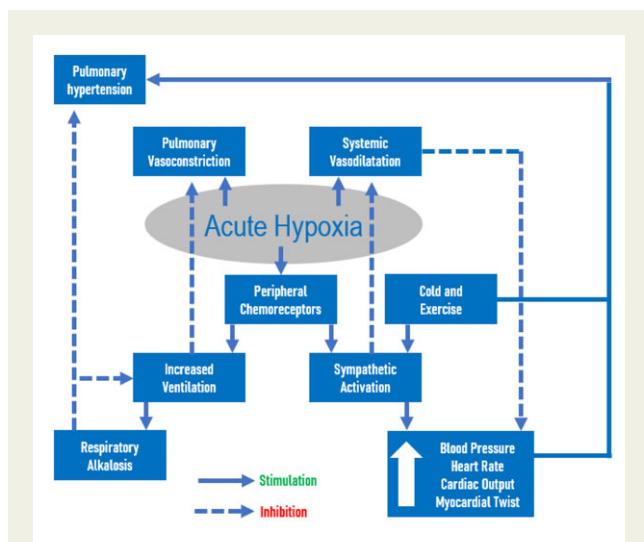 Pulmonary
hypertension
Pulmonary
Vasoconstriction
Systemic
Vasodilatation
Acute Hypoxia
Peripheral
Chemoreceptors
Cold and
Exercise
Increased
Ventilation
Sympathetic
Activation
Respiratory
Alkalosis
Blood Pressure
Heart Rate
Cardiac Output
Myocardial Twist
Stimulation
Inhibition